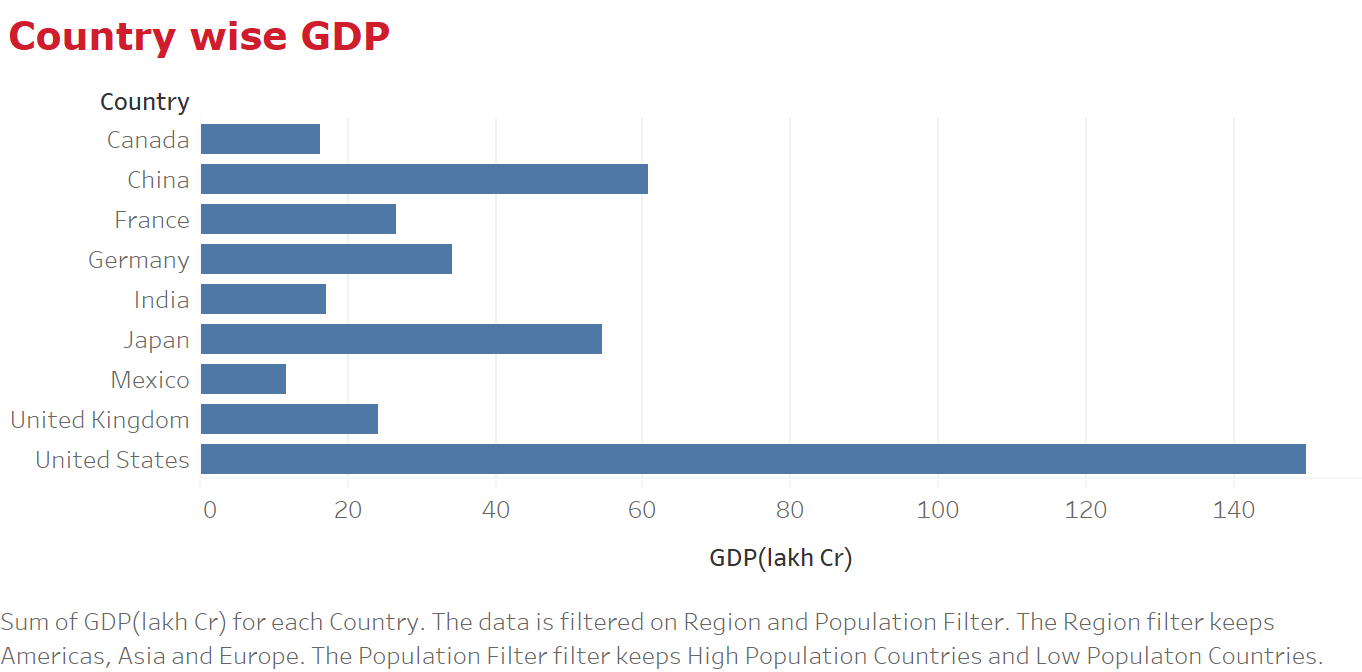 Country wise GDP
Country
Canada
China
France
Germany
India
Japan
Mexico
United Kingdom
United States
0 20 40 60 80 100 120 140
GDP(lakh Cr)
Sum of GDP(lakh Cr) for each Country. The data is filtered on Region and Population Filter. The Region filter keeps
Americas, Asia and Europe. The Population Filter filter keeps High Population Countries and Low Populaton Countries.